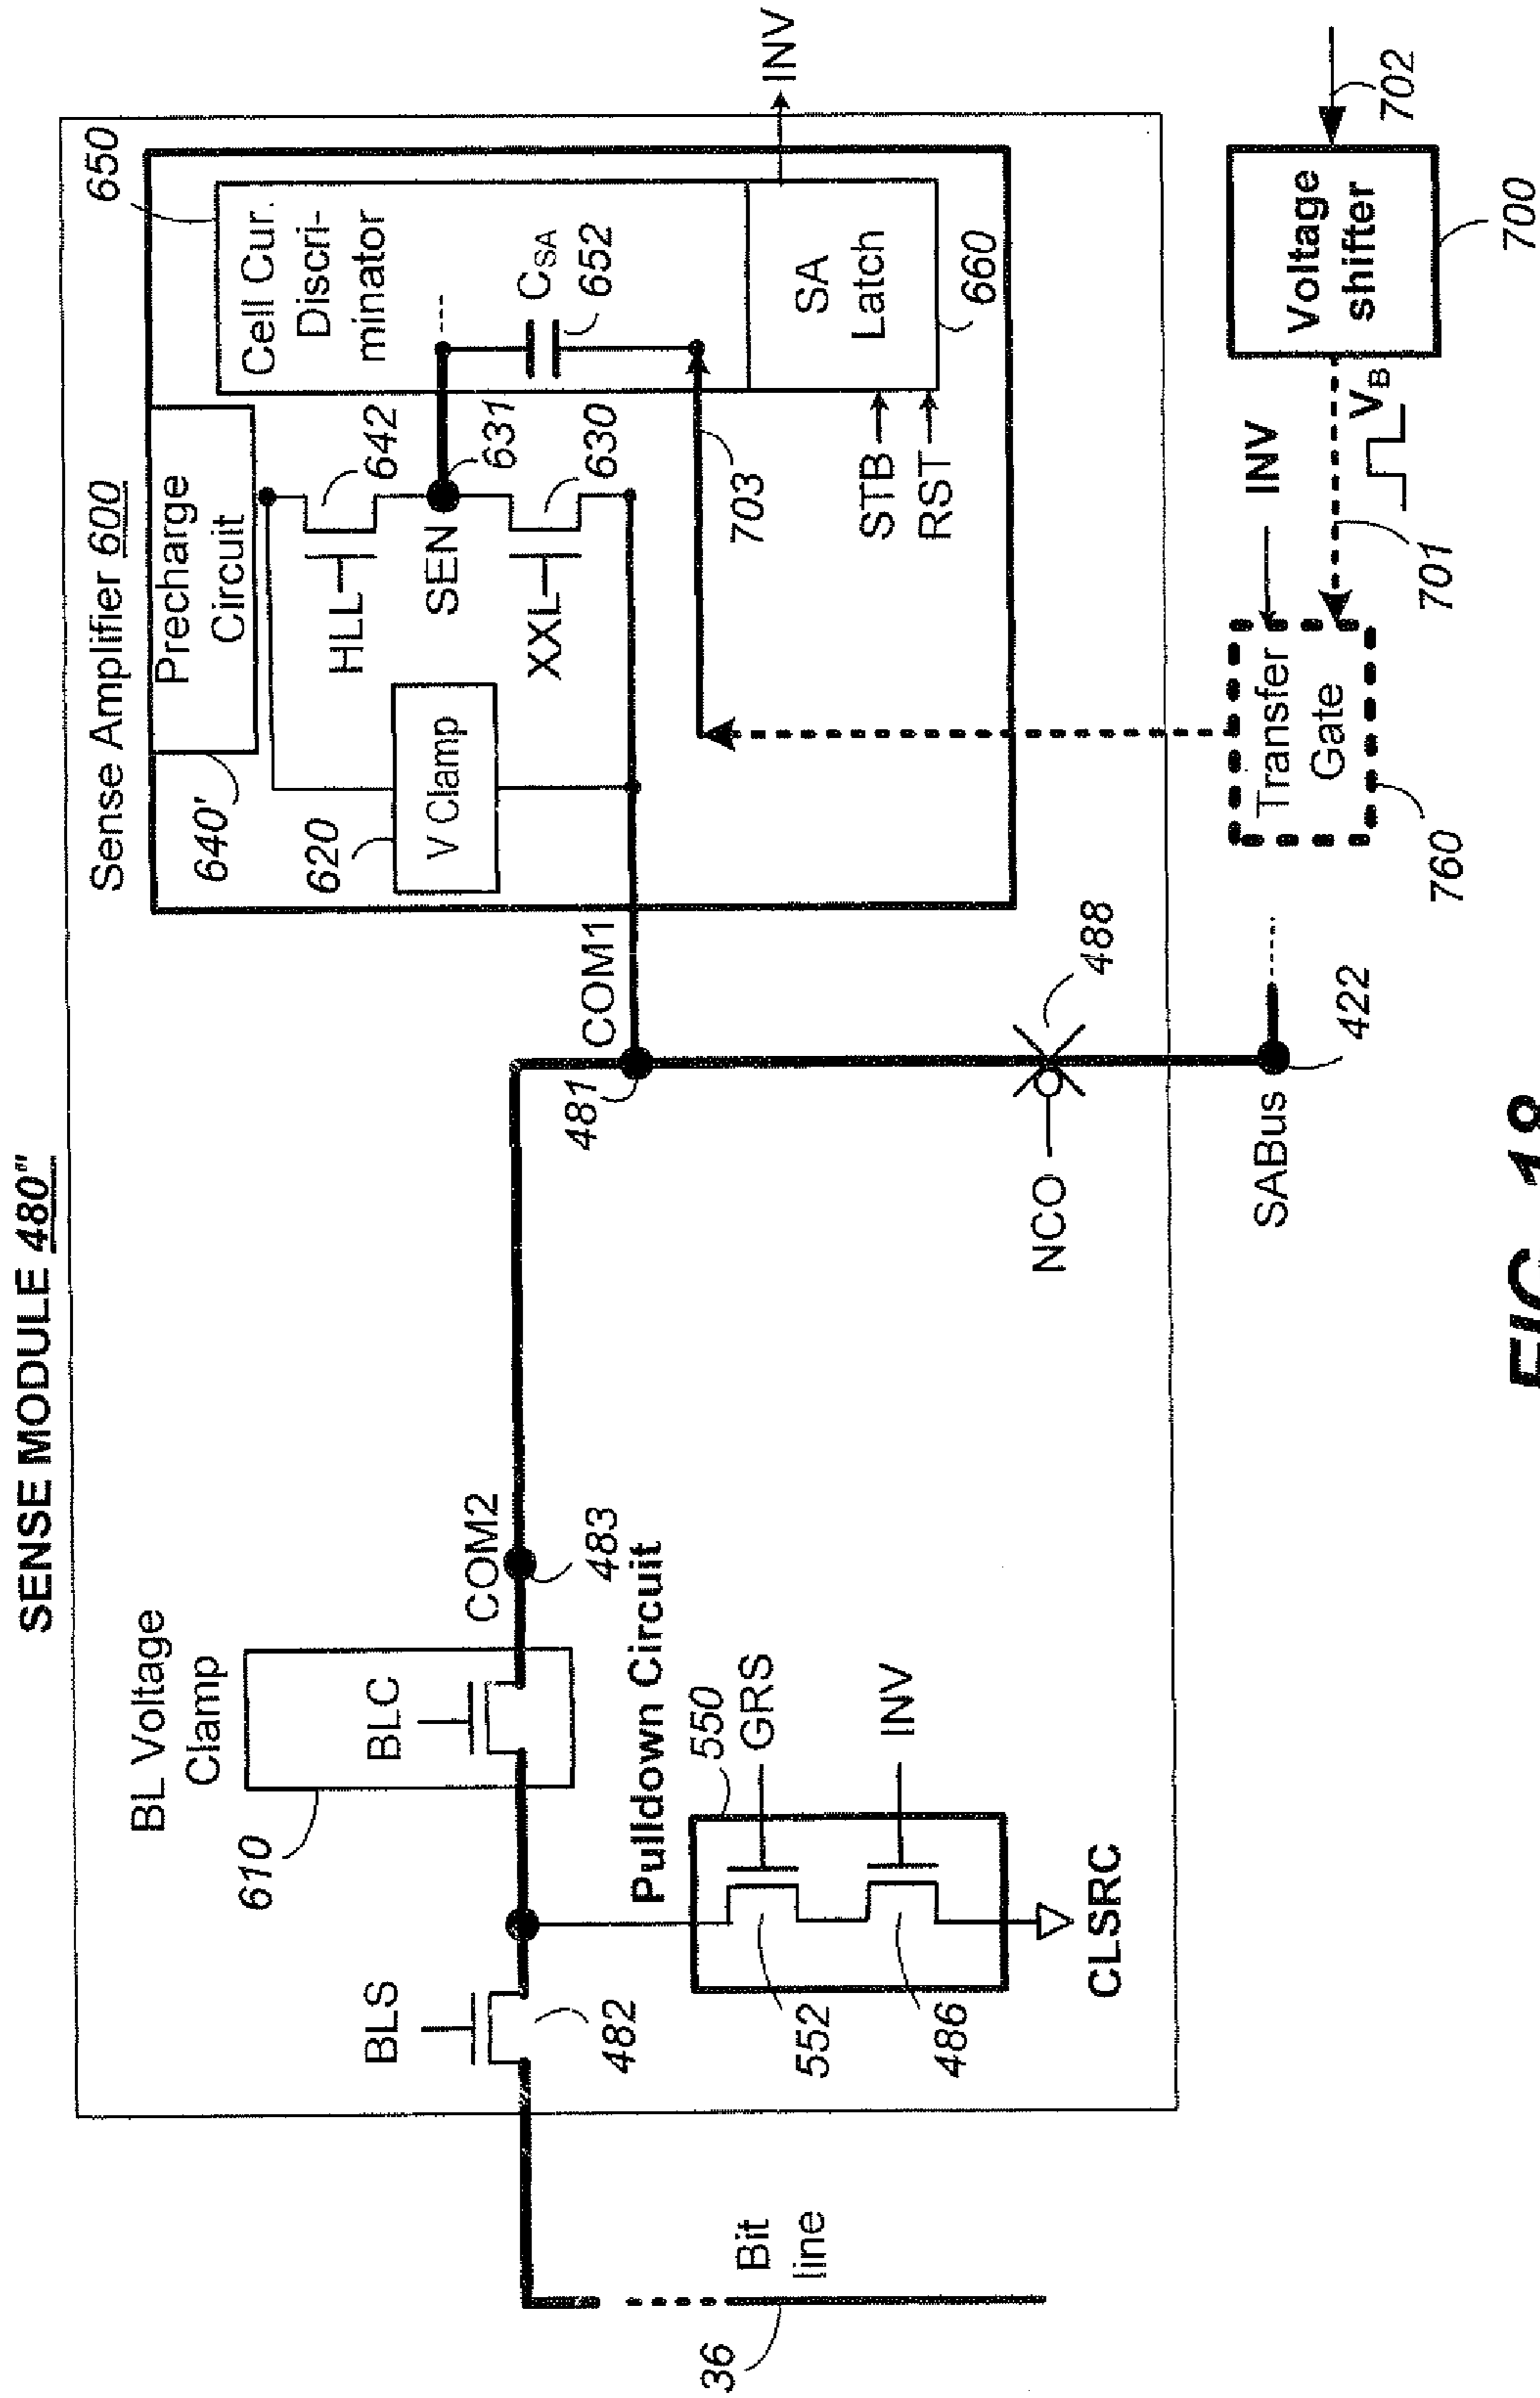 SENSE MODULE 480"
Sense Amplifier 600
Precharge
Circuit
640'
650
Cell Cur.
Discri-
minator
HLL
642
SEN
631
XXL
630
CSA
652
620
V Clamp
703
STB
RST
SA
Latch
660
INV
BL Voltage
Clamp
610
BLC
COM2
483
COM1
481
BLS
482
Pulldown Circuit
550
GRS
INV
552
486
CLSRC
Bit
line
36
NCO
488
SABus
422
Transfer
Gate
760
INV
701
VB
Voltage
shifter
700
702
FIG. 18